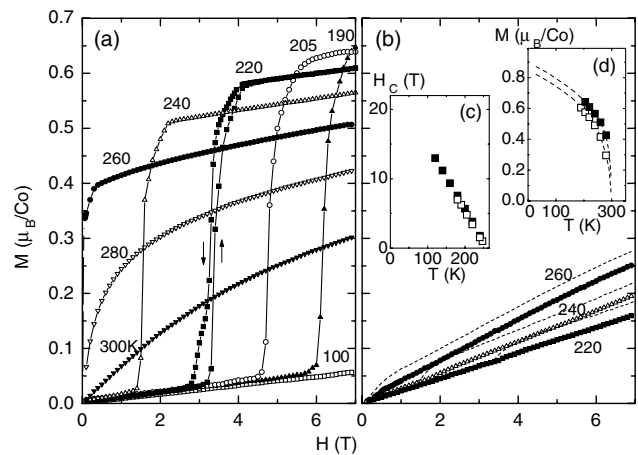 0.7
0.6
0.5
0.4
0.3
0.2
0.1
0.0
M (μB/Co)
0 2 4 6
H (T)
(a)
190
205
220
240
260
280
300K
100
(b)
260
240
220
0 2 4 6
H (T)
HC (T)
20
10
0
(c)
0 100 200
T (K)
M (μB/Co)
(d)
0.8
0.6
0.4
0.2
0.0
0 100 200 300
T (K)